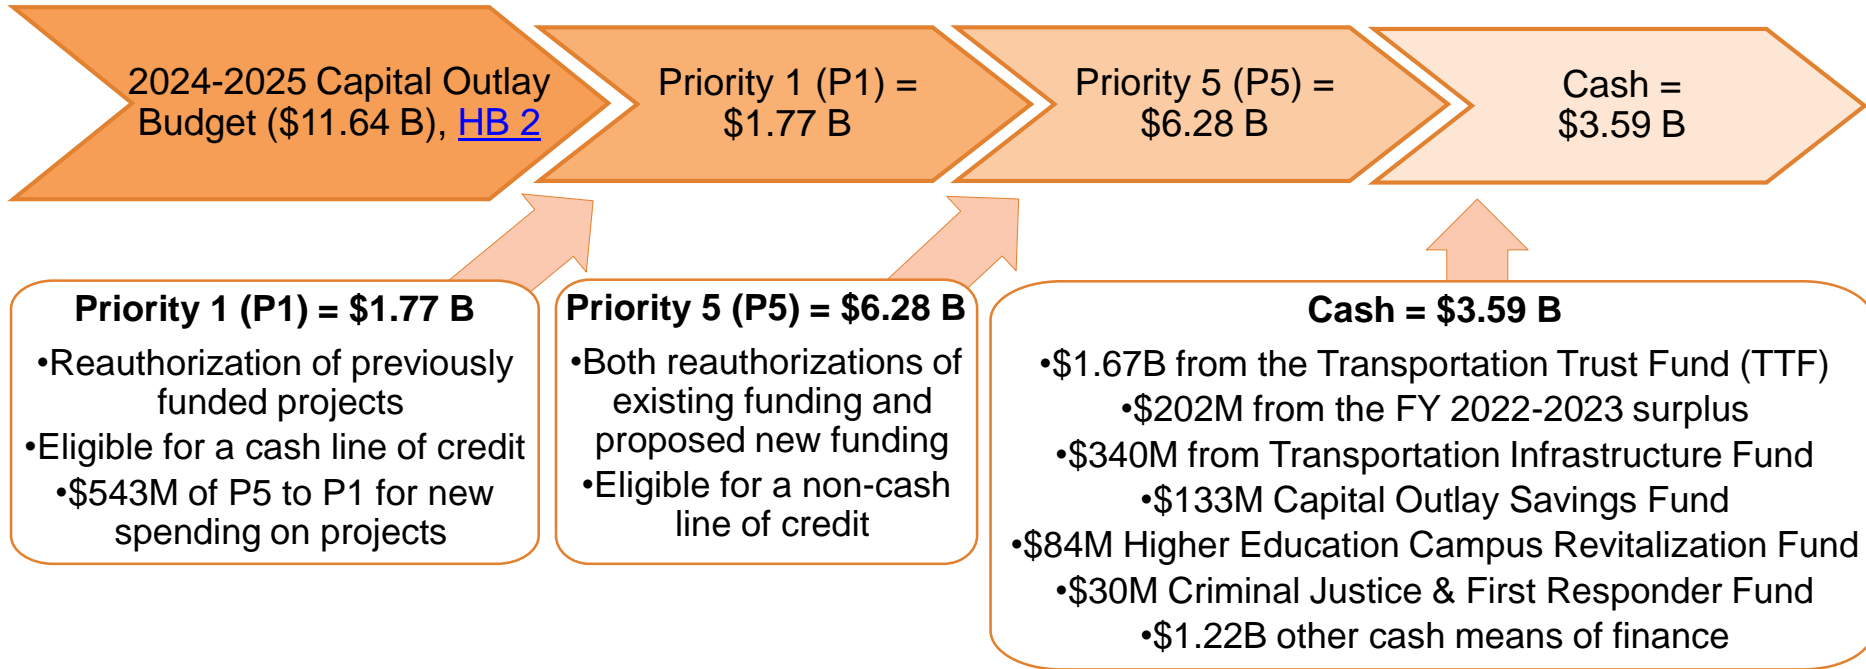 2024-2025 Capital Outlay
Budget ($11.64 B), HB 2
Priority 1 (P1) =
$1.77 B
Priority 5 (P5) =
$6.28 B
Cash =
$3.59 B
Priority 1 (P1) = $1.77 B
•Reauthorization of previously
funded projects
•Eligible for a cash line of credit
•$543M of P5 to P1 for new
spending on projects
Priority 5 (P5) = $6.28 B
•Both reauthorizations of
existing funding and
proposed new funding
•Eligible for a non-cash
line of credit
Cash = $3.59 B
•$1.67B from the Transportation Trust Fund (TTF)
•$202M from the FY 2022-2023 surplus
•$340M from Transportation Infrastructure Fund
•$133M Capital Outlay Savings Fund
•$84M Higher Education Campus Revitalization Fund
•$30M Criminal Justice & First Responder Fund
•$1.22B other cash means of finance